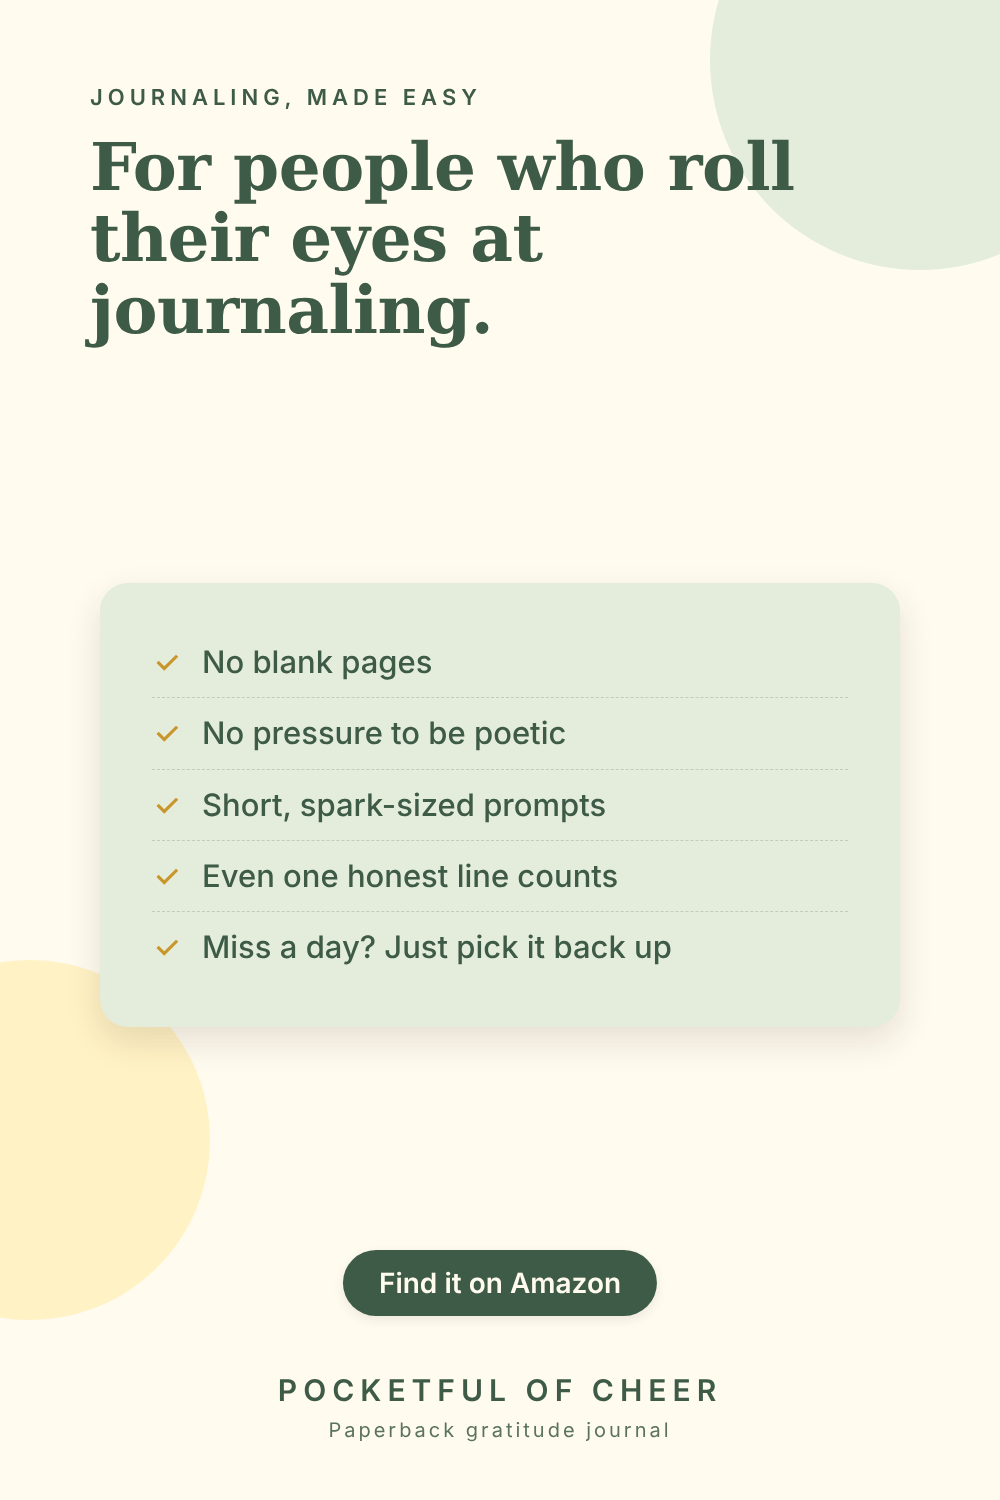 JOURNALING, MADE EASY
For people who roll
their eyes at
journaling.
No blank pages
No pressure to be poetic
Short, spark-sized prompts
Even one honest line counts
Miss a day? Just pick it back up
Find it on Amazon
POCKETFUL OF CHEER
Paperback gratitude journal